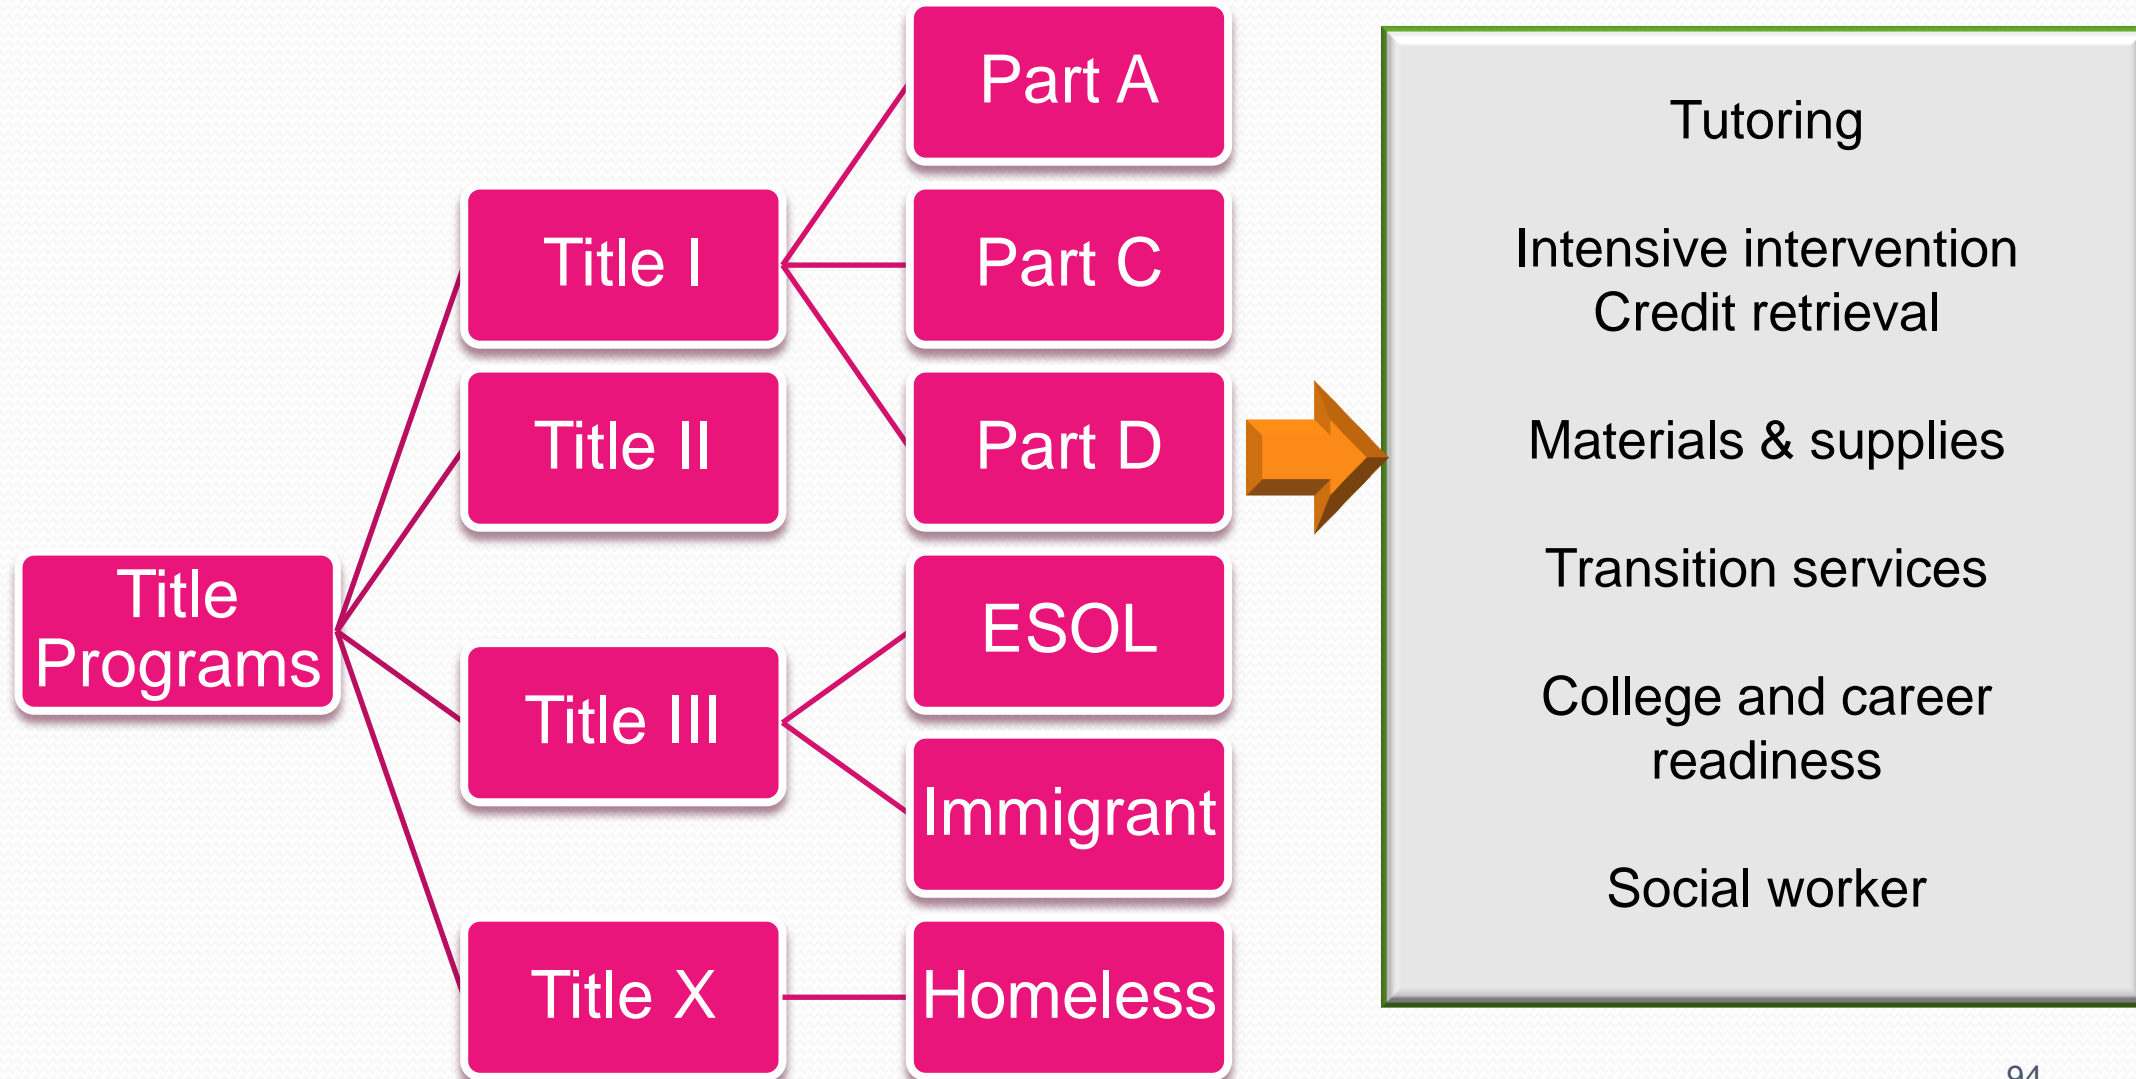 Title
Programs
Title I
Part A
Part C
Part D
Title II
Title III
ESOL
Immigrant
Title X
Homeless
Tutoring
Intensive intervention
Credit retrieval
Materials & supplies
Transition services
College and career
readiness
Social worker
94